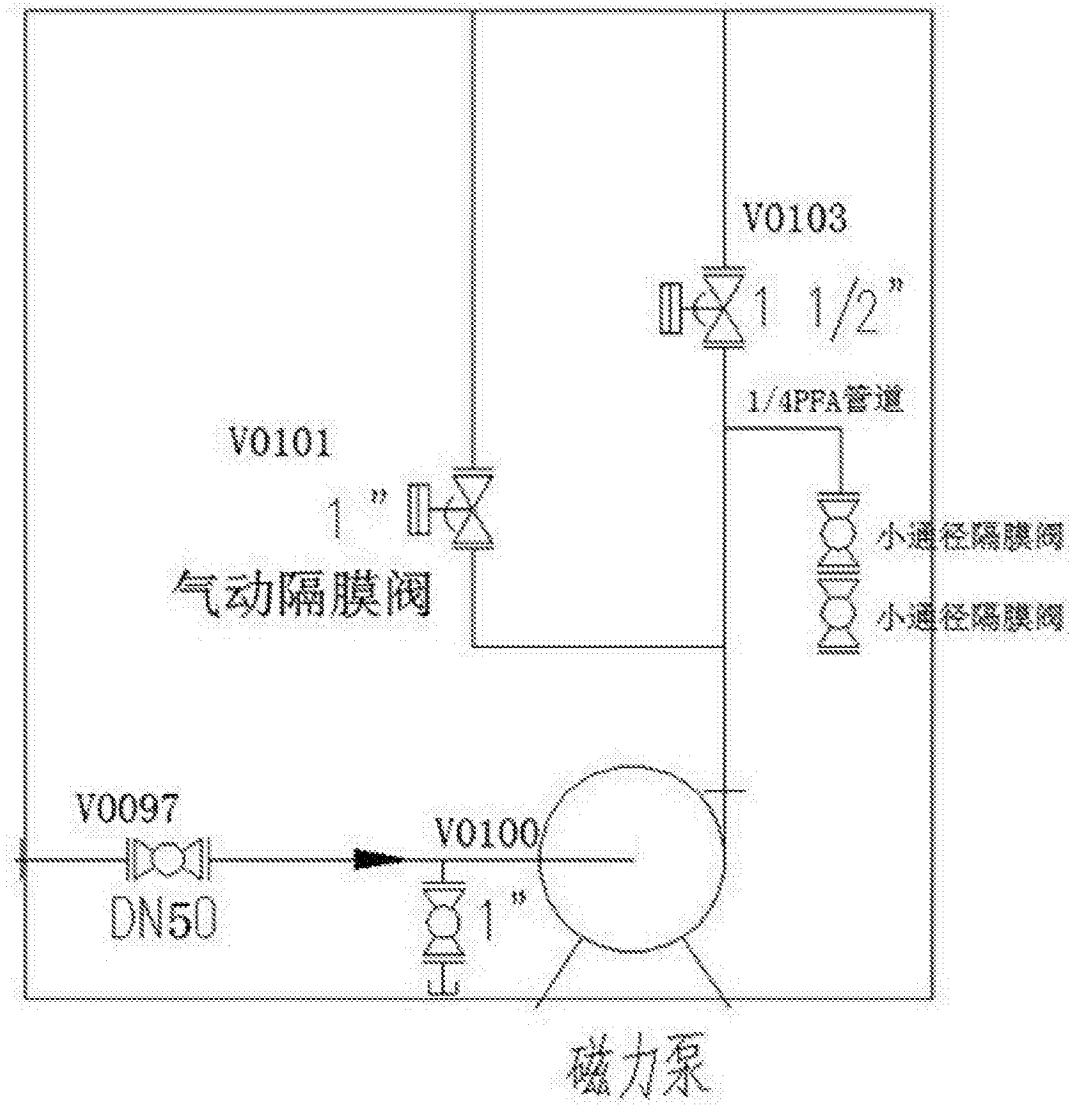 V0103
1 1/2”
1/4PFA管道
V0101
1 ”
小通径隔膜阀
气动隔膜阀
小通径隔膜阀
V0097
V0100
DN50
1 ”
磁力泵